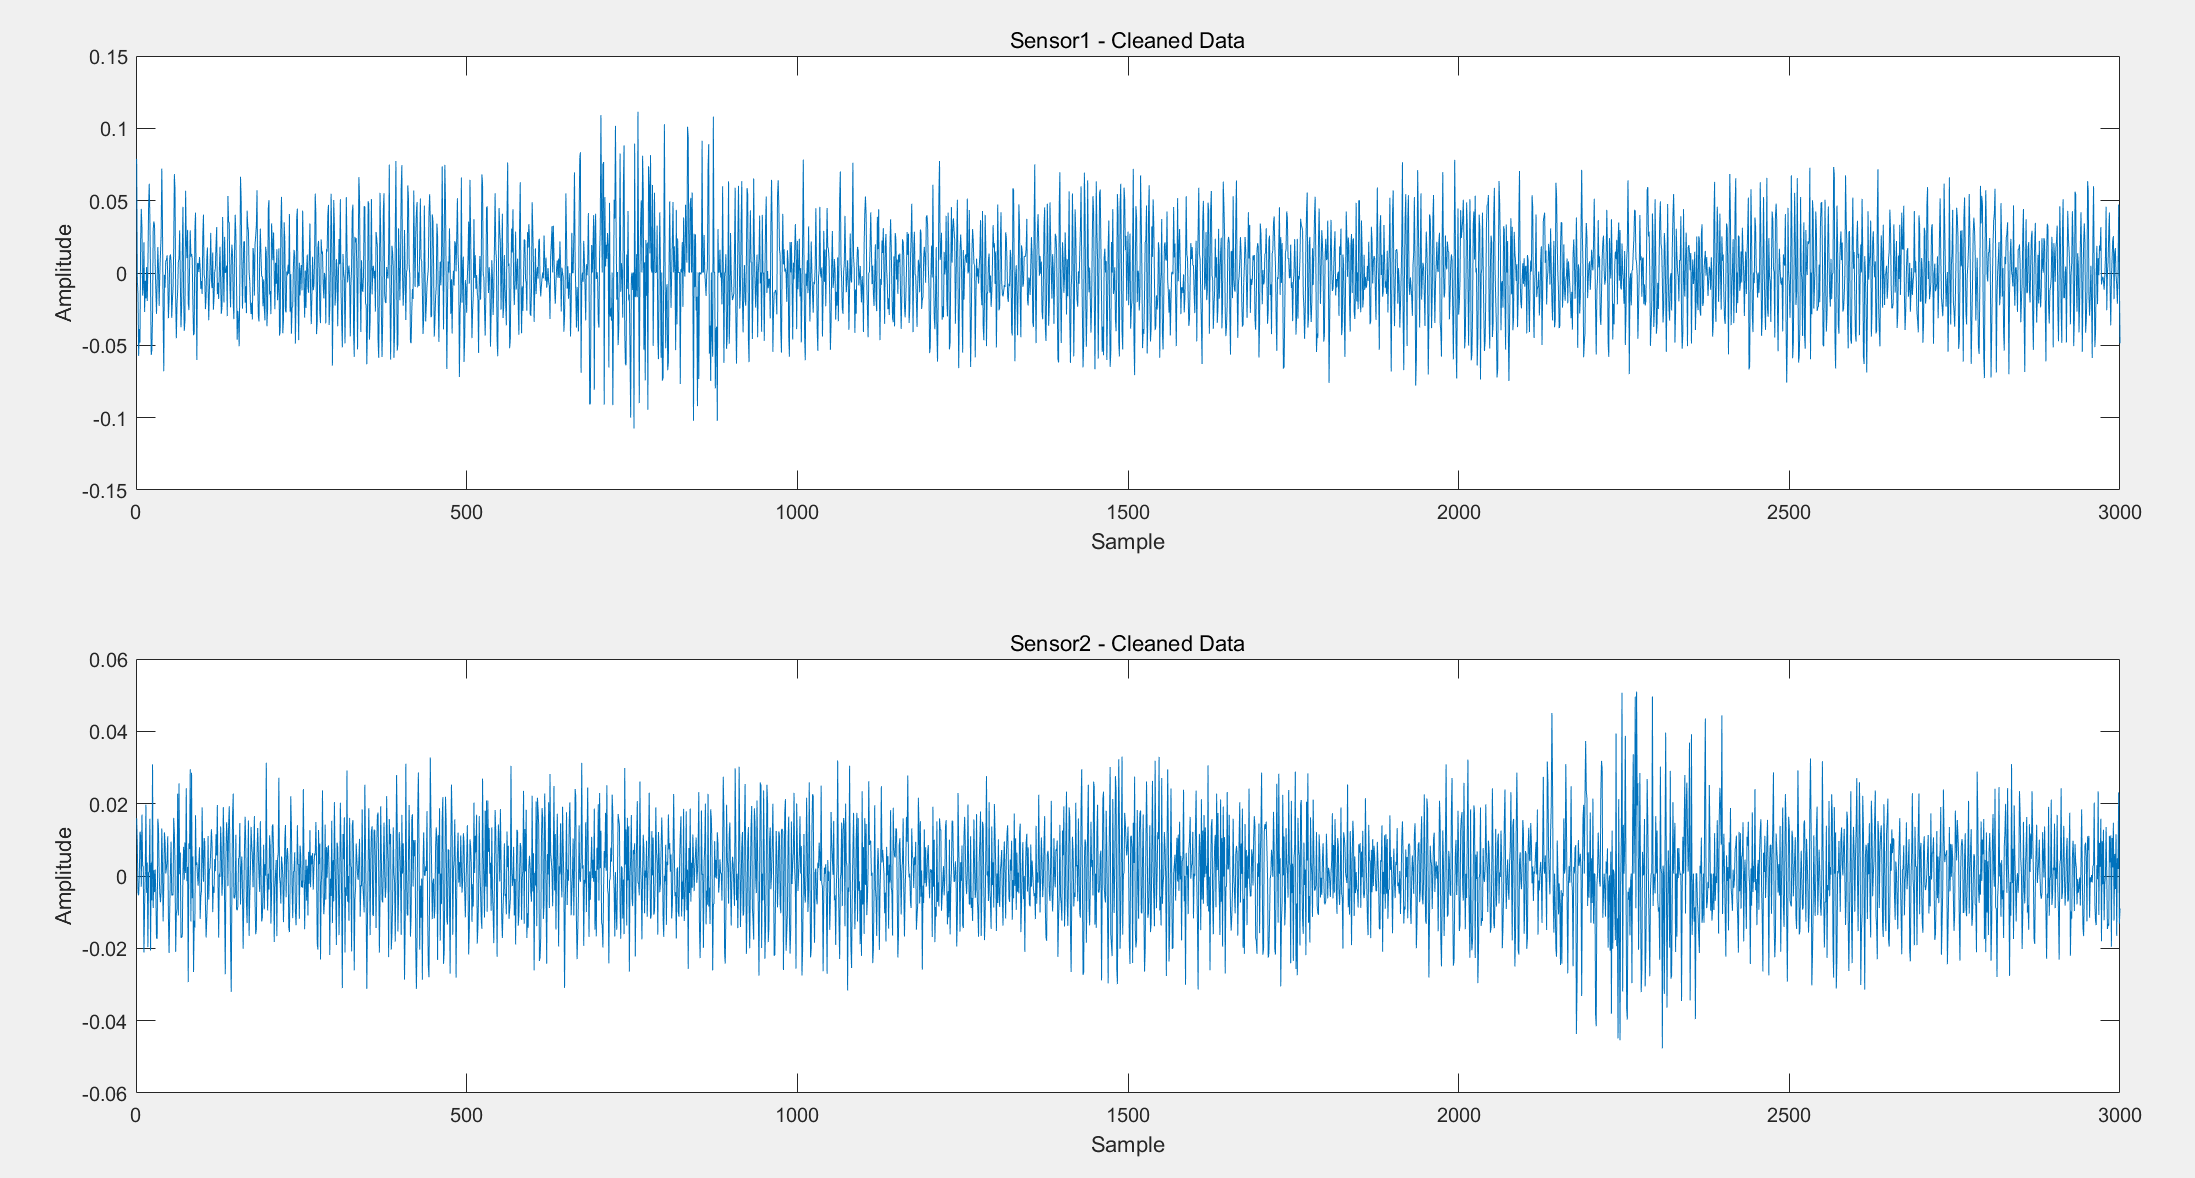 Sensor1 - Cleaned Data
0.15
0.1
0.05
0
-0.05
-0.1
-0.15
Amplitude
0 500 1000 1500 2000 2500 3000
Sample
Sensor2 - Cleaned Data
0.06
0.04
0.02
0
-0.02
-0.04
-0.06
Amplitude
0 500 1000 1500 2000 2500 3000
Sample